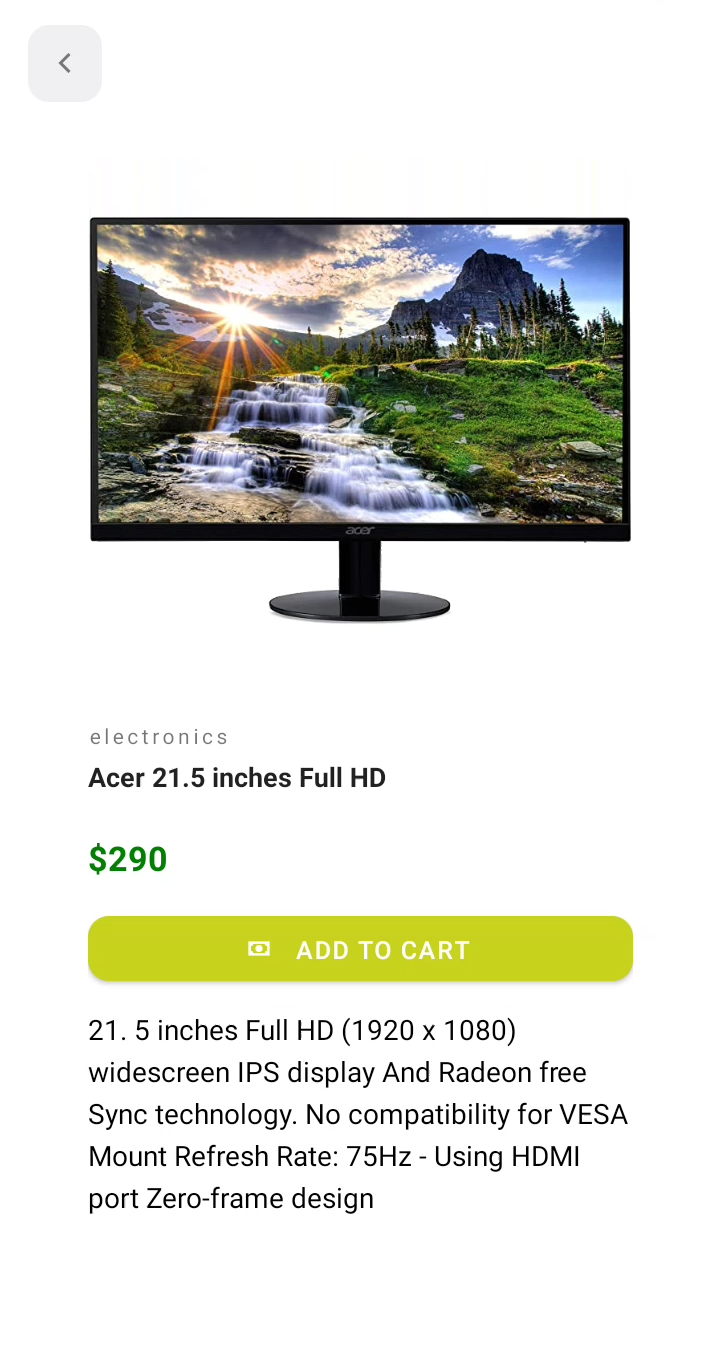 acer
electronics
Acer 21.5 inches Full HD
$290
ADD TO CART
21. 5 inches Full HD (1920 x 1080)
widescreen IPS display And Radeon free
Sync technology. No compatibility for VESA
Mount Refresh Rate: 75Hz - Using HDMI
port Zero-frame design